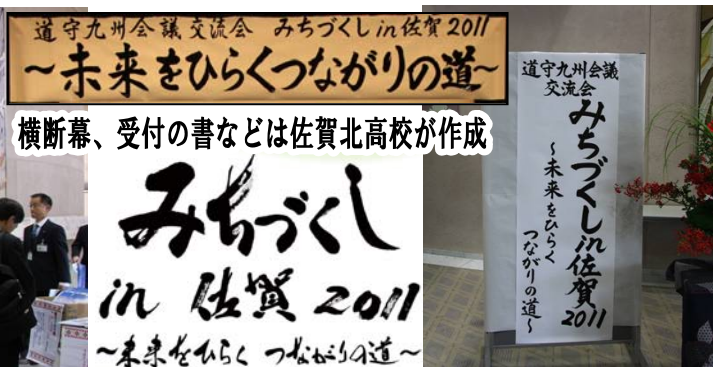 道守九州会議交流会 みちづくしin佐賀2011
～未来をひらくつながりの道～
横断幕、受付の書などは佐賀北高校が作成
みちづくし
in 佐賀 2011
～未来をひらく つながりの道～
道守九州会議
交流会
みちづくしin佐賀2011
～未来をひらく
つながりの道～